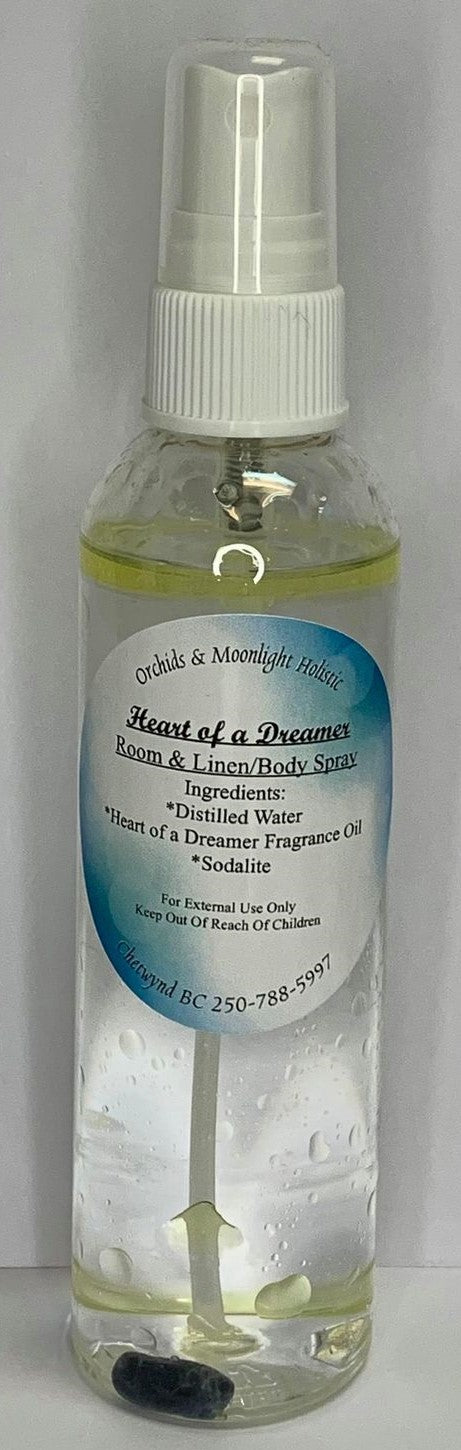 Orchids & Moonlight Holistic
Heart of a Dreamer
Room & Linen/Body Spray
Ingredients:
*Distilled Water
*Heart of a Dreamer Fragrance Oil
*Sodalite
For External Use Only
Keep Out Of Reach Of Children
Chetwynd BC 250-788-5997